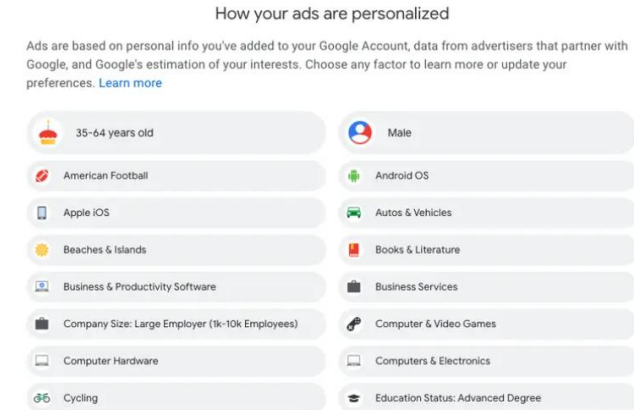 How your ads are personalized
Ads are based on personal info you've added to your Google Account, data from advertisers that partner with
Google, and Google's estimation of your interests. Choose any factor to learn more or update your
preferences. Learn more
35-64 years old
Male
American Football
Android OS
Apple iOS
Autos & Vehicles
Beaches & Islands
Books & Literature
Business & Productivity Software
Business Services
Company Size: Large Employer (1k-10k Employees)
Computer & Video Games
Computer Hardware
Computers & Electronics
Cycling
Education Status: Advanced Degree